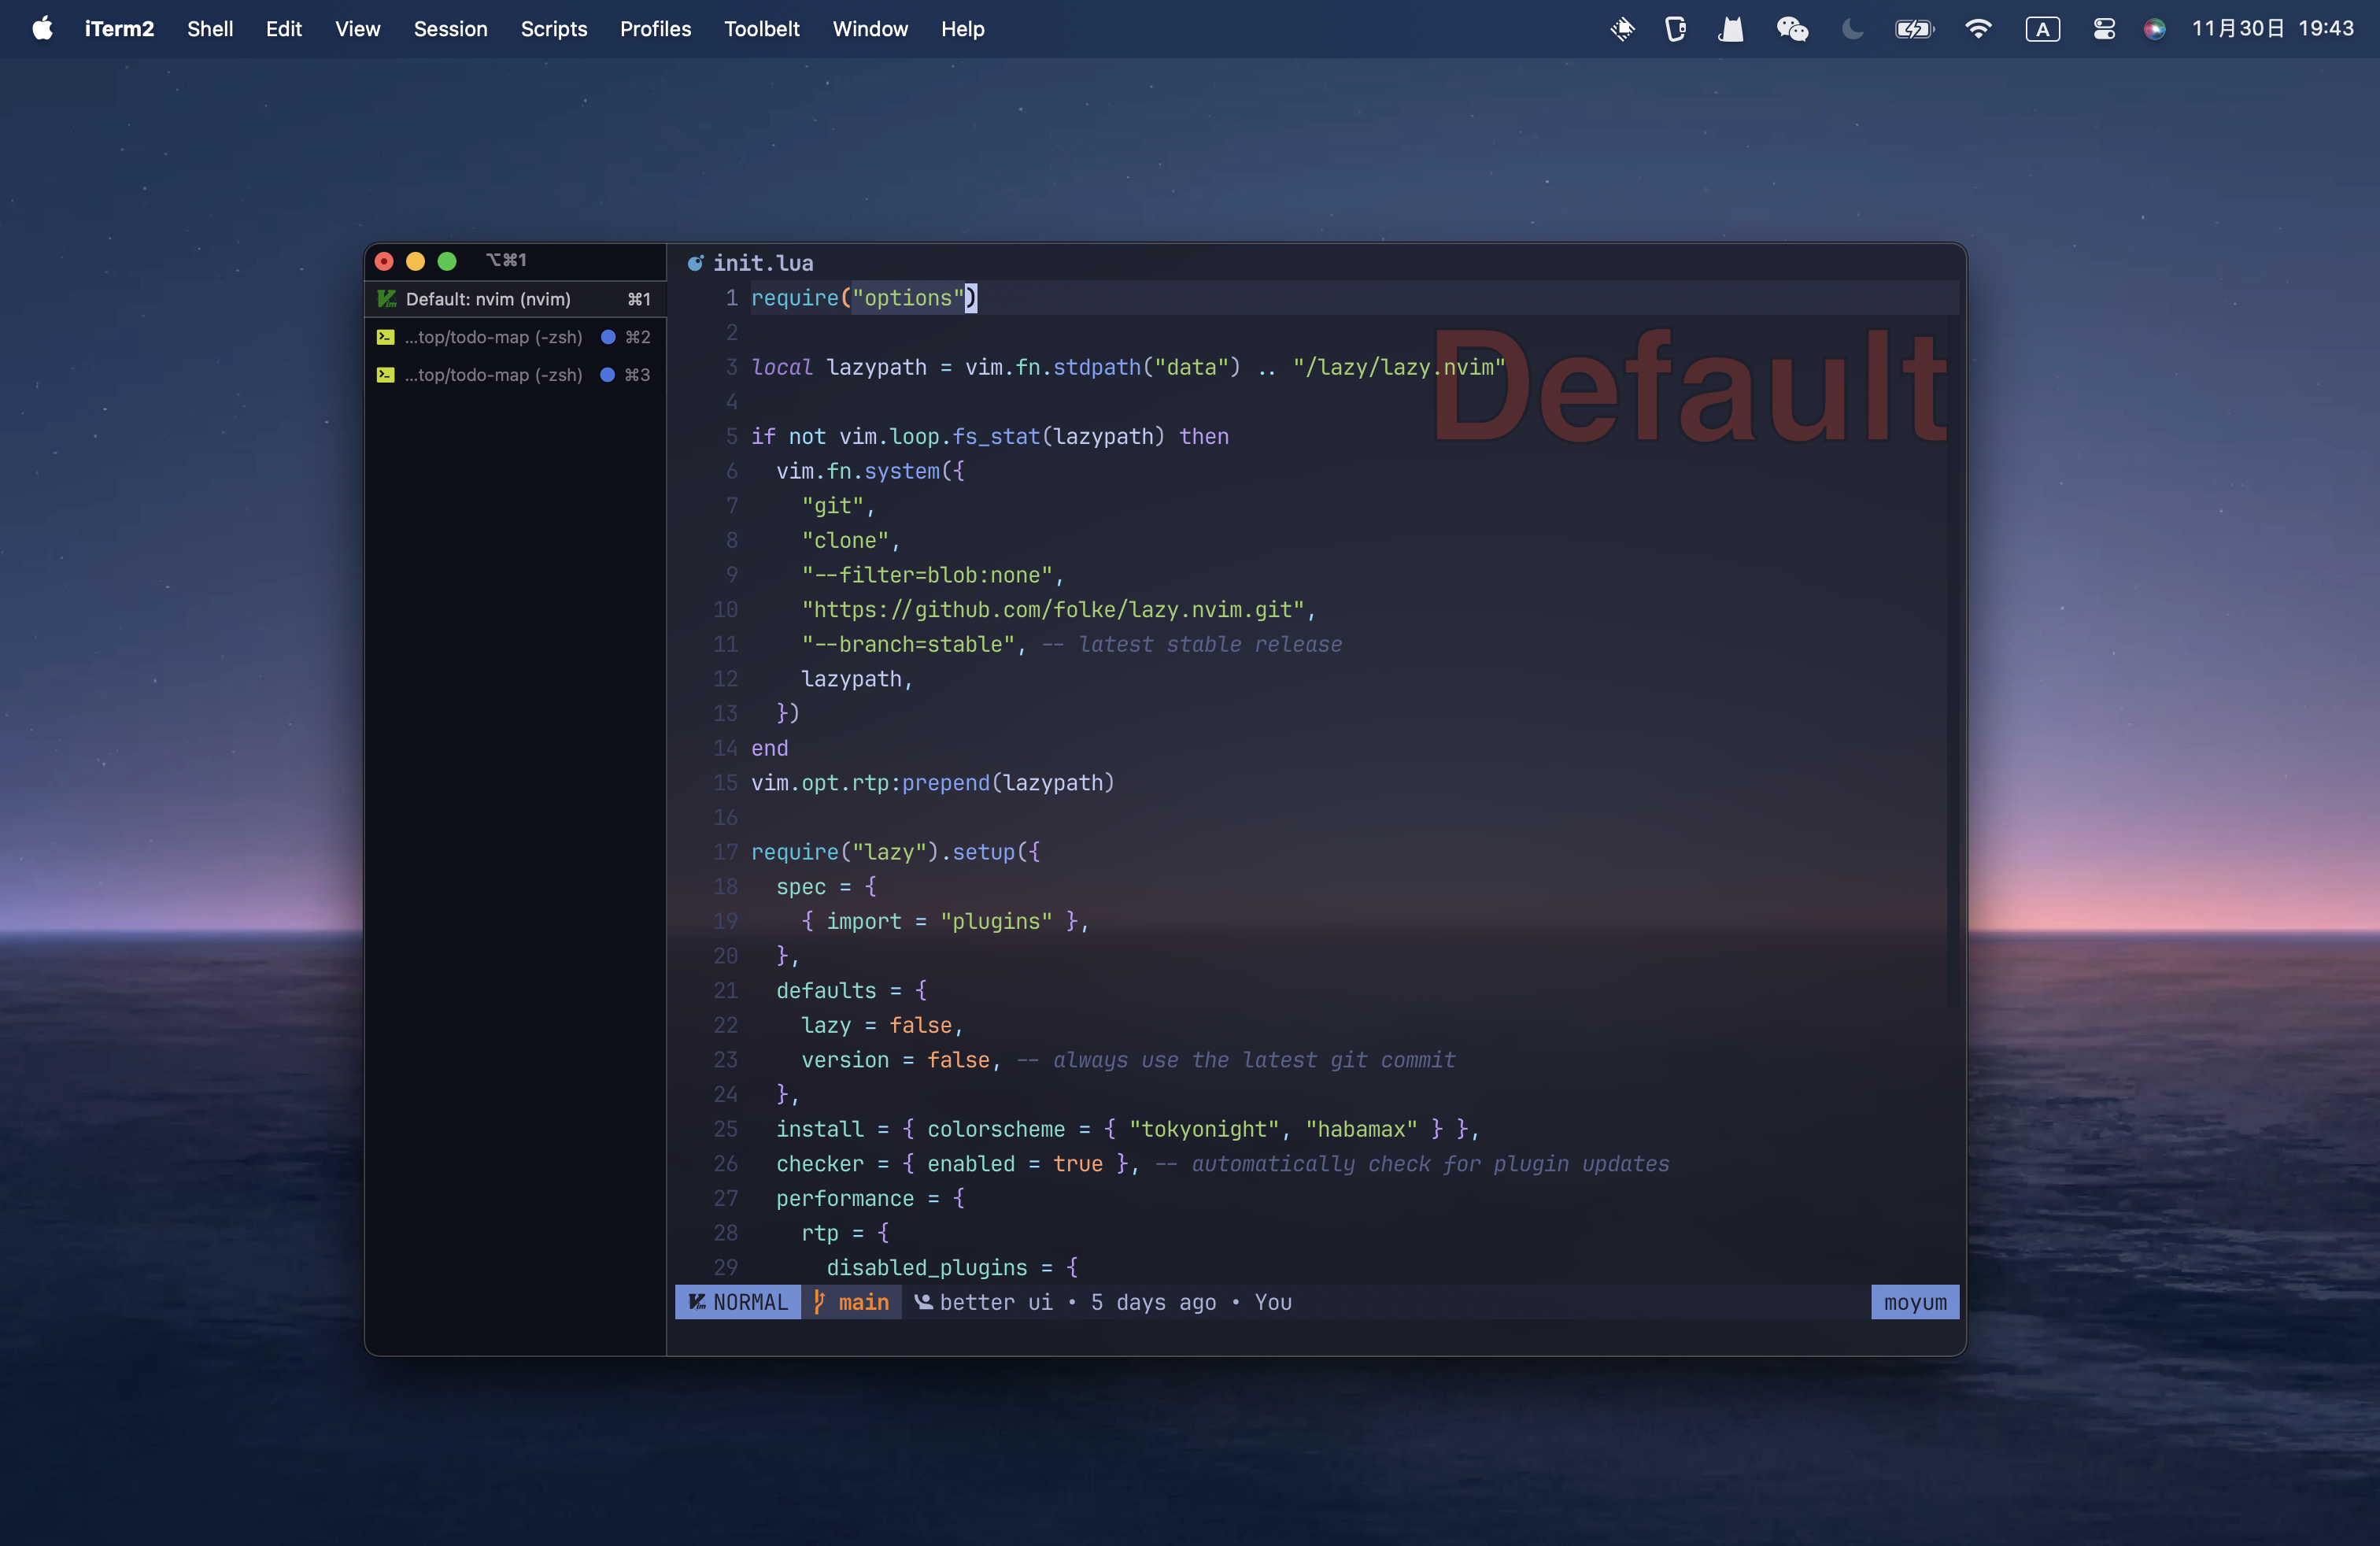 iTerm2 Shell Edit View Session Scripts Profiles Toolbelt Window Help A 11月30日 19:43
⌥⌘1
Default: nvim (nvim) ⌘1
...top/todo-map (-zsh) ⌘2
...top/todo-map (-zsh) ⌘3
init.lua
Default
1 require("options")
2
3 local lazypath = vim.fn.stdpath("data") .. "/lazy/lazy.nvim"
4
5 if not vim.loop.fs_stat(lazypath) then
6   vim.fn.system({
7     "git",
8     "clone",
9     "--filter=blob:none",
10     "https://github.com/folke/lazy.nvim.git",
11     "--branch=stable", -- latest stable release
12     lazypath,
13   })
14 end
15 vim.opt.rtp:prepend(lazypath)
16
17 require("lazy").setup({
18   spec = {
19     { import = "plugins" },
20   },
21   defaults = {
22     lazy = false,
23     version = false, -- always use the latest git commit
24   },
25   install = { colorscheme = { "tokyonight", "habamax" } },
26   checker = { enabled = true }, -- automatically check for plugin updates
27   performance = {
28     rtp = {
29       disabled_plugins = {
NORMAL main better ui • 5 days ago • You moyum